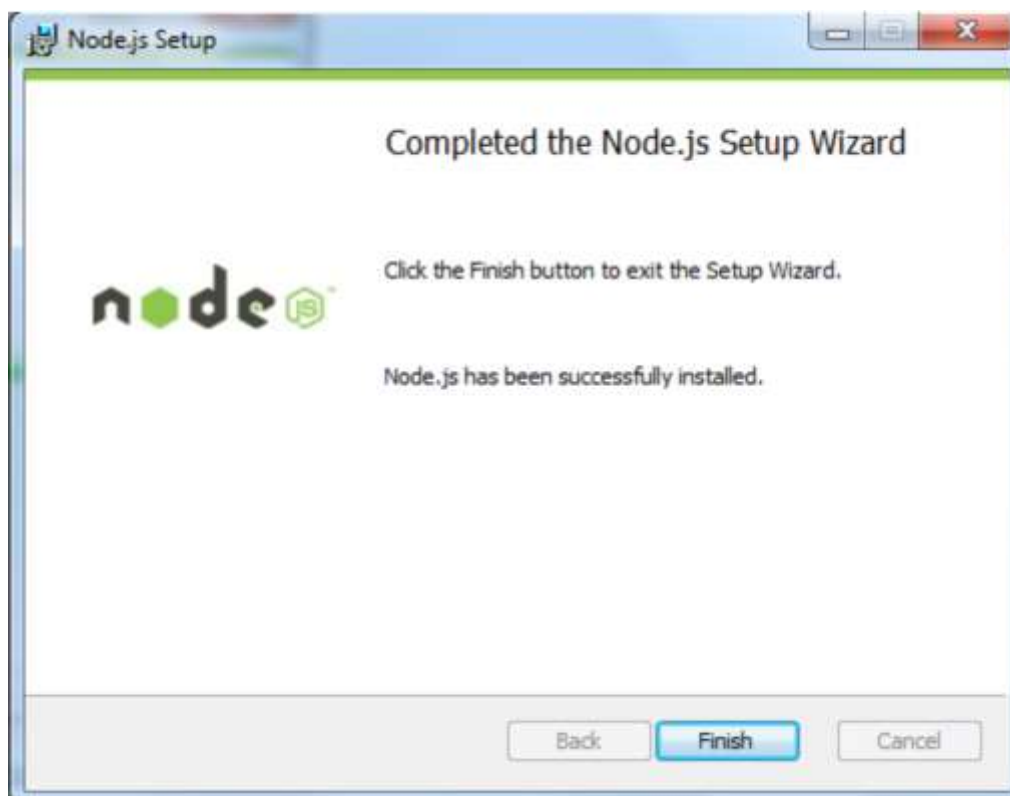 Node.js Setup
Completed the Node.js Setup Wizard
Click the Finish button to exit the Setup Wizard.
node JS™
Node.js has been successfully installed.
Back
Finish
Cancel